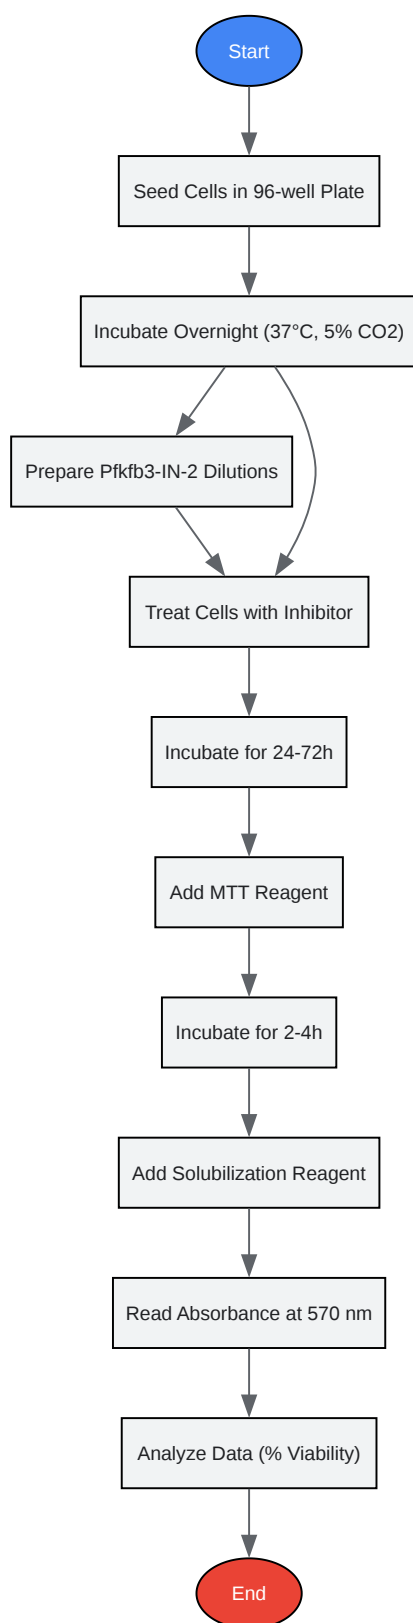 Start
Seed Cells in 96-well Plate
Incubate Overnight (37°C, 5% CO2)
Prepare Pfkfb3-IN-2 Dilutions
Treat Cells with Inhibitor
Incubate for 24-72h
Add MTT Reagent
Incubate for 2-4h
Add Solubilization Reagent
Read Absorbance at 570 nm
Analyze Data (% Viability)
End